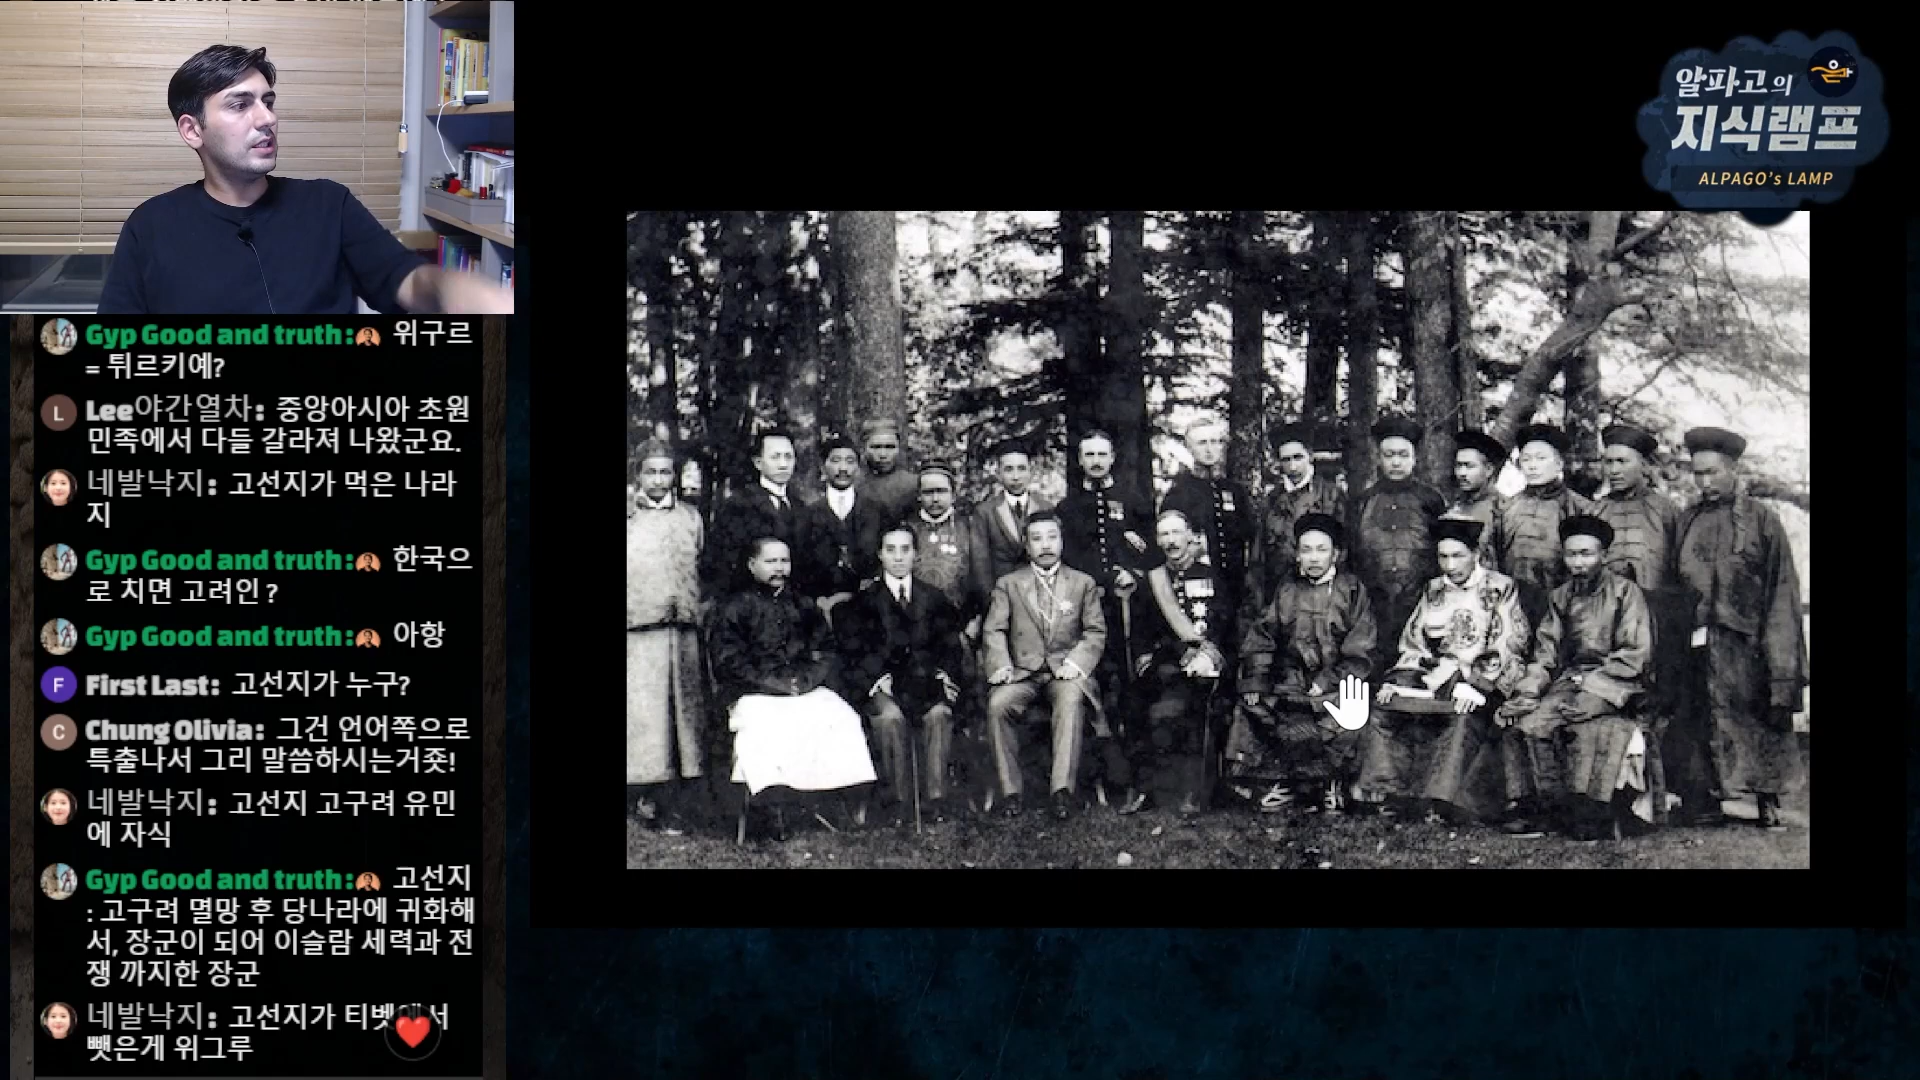 알파고의
지식램프
ALPAGO's LAMP
Gyp Good and truth: 위구르
= 튀르키예?
L Lee야간열차: 중앙아시아 초원
민족에서 다들 갈라져 나왔군요.
네발낙지: 고선지가 먹은 나라
지
Gyp Good and truth: 한국으
로 치면 고려인 ?
Gyp Good and truth: 아항
F First Last: 고선지가 누구?
C Chung Olivia: 그건 언어쪽으로
특출나서 그리 말씀하시는거죳!
네발낙지: 고선지 고구려 유민
에 자식
Gyp Good and truth: 고선지
: 고구려 멸망 후 당나라에 귀화해
서, 장군이 되어 이슬람 세력과 전
쟁 까지한 장군
네발낙지: 고선지가 티벳에서
뺏은게 위그루